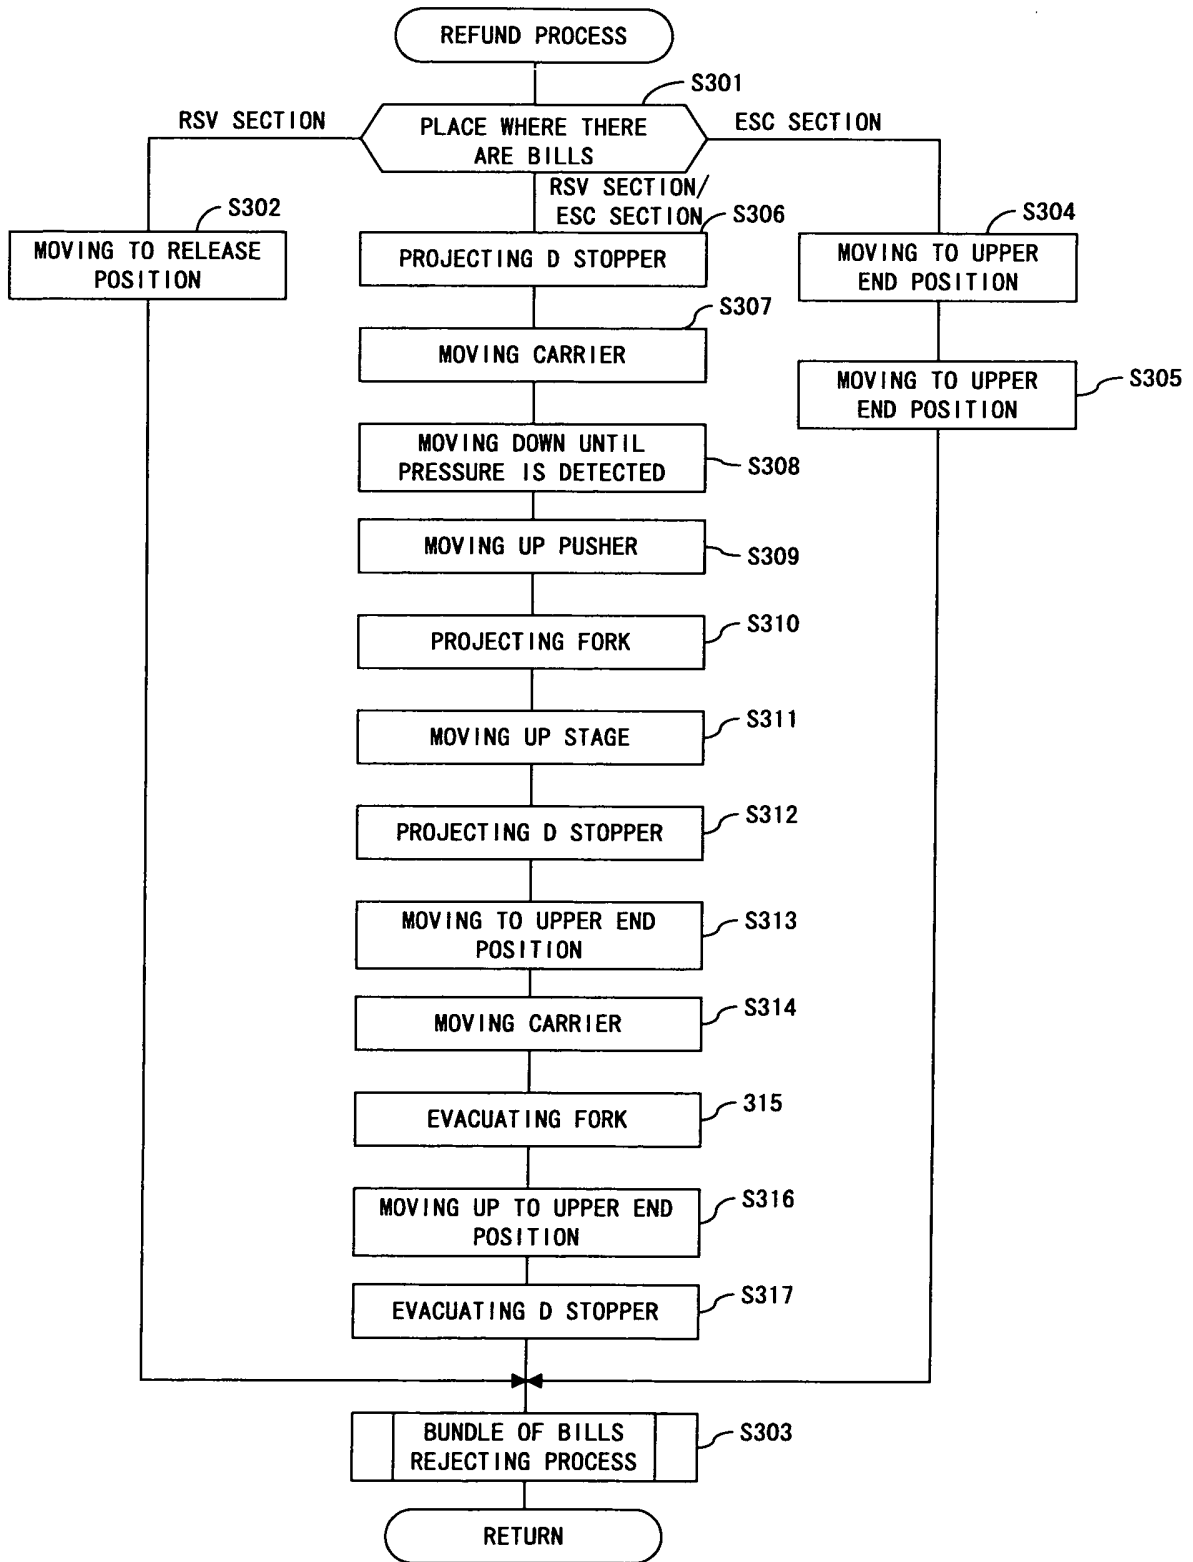 REFUND PROCESS
S301
RSV SECTION
PLACE WHERE THERE
ARE BILLS
ESC SECTION
RSV SECTION/
ESC SECTION
S302
MOVING TO RELEASE
POSITION
S306
PROJECTING D STOPPER
S304
MOVING TO UPPER
END POSITION
S307
MOVING CARRIER
MOVING TO UPPER
END POSITION
S305
MOVING DOWN UNTIL
PRESSURE IS DETECTED
S308
MOVING UP PUSHER
S309
PROJECTING FORK
S310
MOVING UP STAGE
S311
PROJECTING D STOPPER
S312
MOVING TO UPPER END
POSITION
S313
MOVING CARRIER
S314
EVACUATING FORK
315
MOVING UP TO UPPER END
POSITION
S316
EVACUATING D STOPPER
S317
BUNDLE OF BILLS
REJECTING PROCESS
S303
RETURN